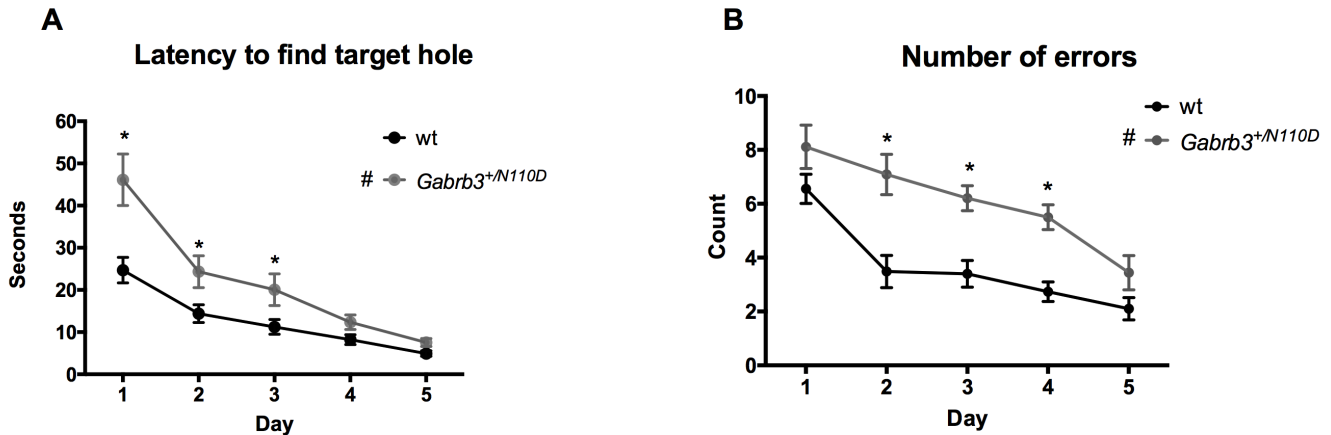 A
Latency to find target hole
60
50
40
30
20
10
0
Seconds
* * *
wt
# Gabrb3+/N110D
1 2 3 4 5
Day
B
Number of errors
10
8
6
4
2
0
Count
* * *
wt
# Gabrb3+/N110D
1 2 3 4 5
Day